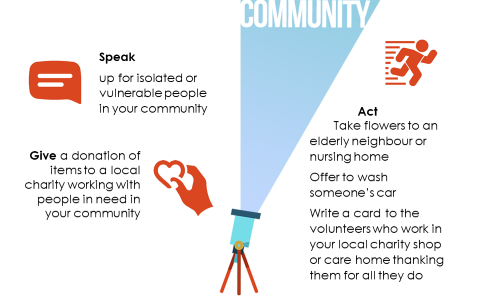 COMMUNITY
Speak
up for isolated or
vulnerable people
in your community
Give a donation of
items to a local
charity working with
people in need in
your community
Act
Take flowers to an
elderly neighbour or
nursing home
Offer to wash
someone's car
Write a card to the
volunteers who work in
your local charity shop
or care home thanking
them for all they do